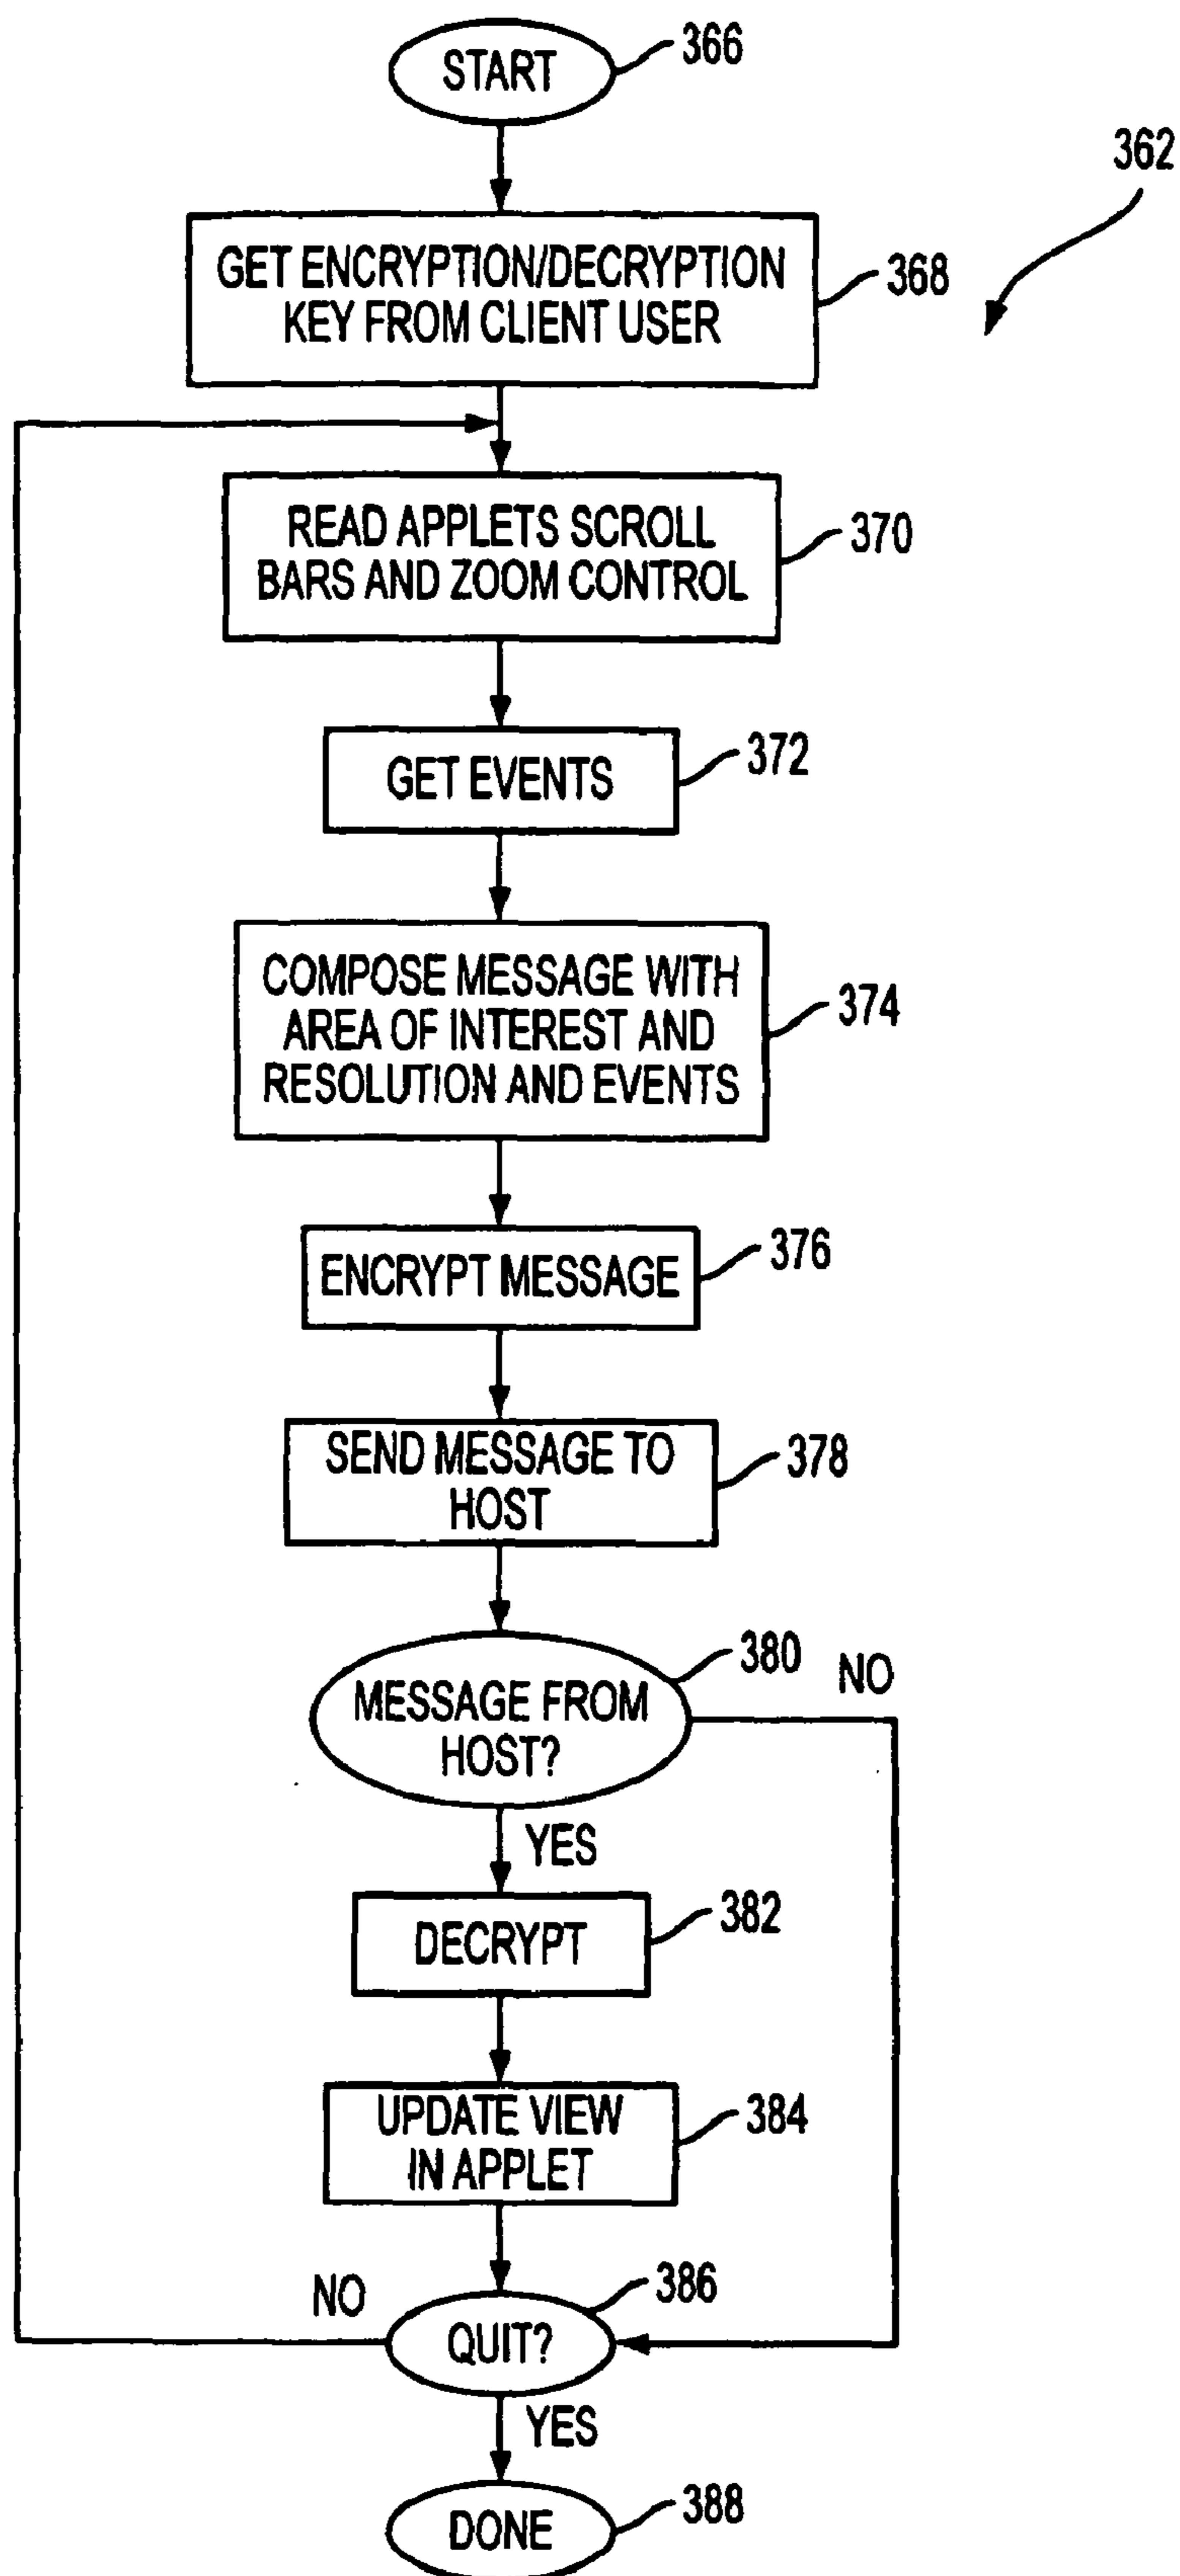 START
366
362
GET ENCRYPTION/DECRYPTION
KEY FROM CLIENT USER
368
READ APPLETS SCROLL
BARS AND ZOOM CONTROL
370
GET EVENTS
372
COMPOSE MESSAGE WITH
AREA OF INTEREST AND
RESOLUTION AND EVENTS
374
ENCRYPT MESSAGE
376
SEND MESSAGE TO
HOST
378
MESSAGE FROM
HOST?
380
NO
YES
DECRYPT
382
UPDATE VIEW
IN APPLET
384
NO
QUIT?
386
YES
DONE
388